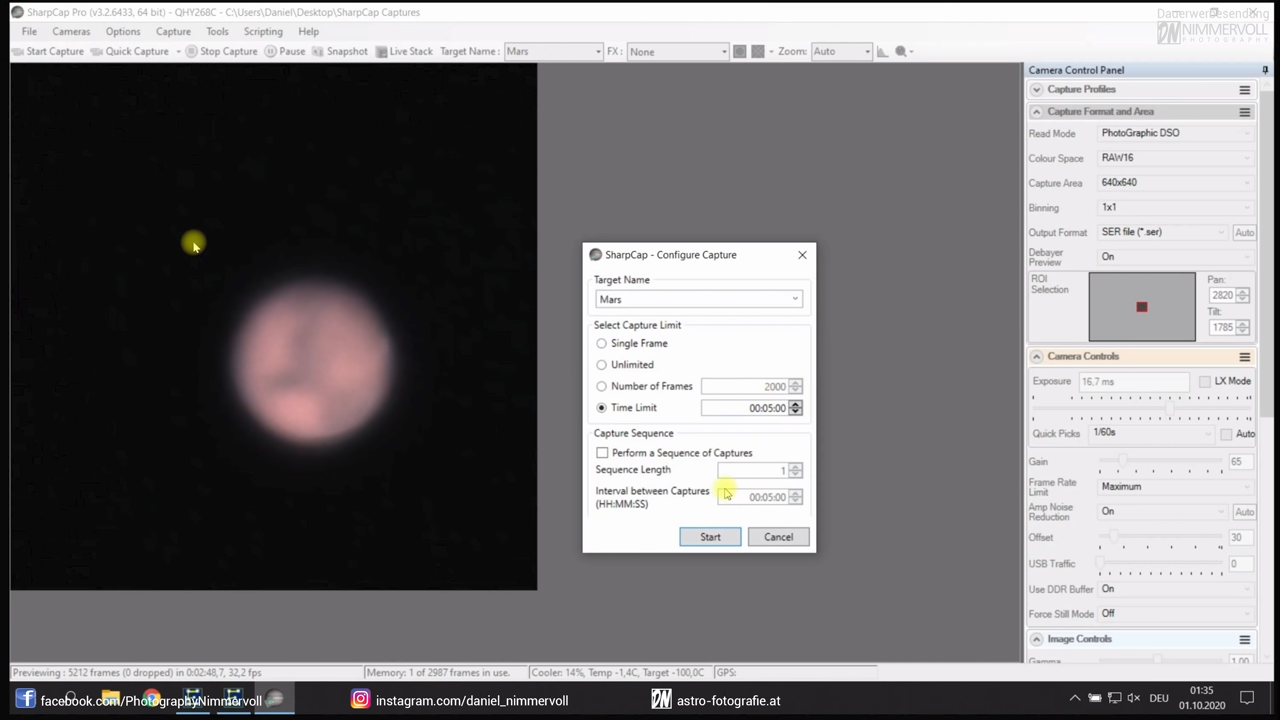 SharpCap Pro (v3.2.6433, 64 bit) - QHY268C - C:\Users\Daniel\Desktop\SharpCap Captures
Dauerwerbesendung
NIMMERVOLL
PHOTOGRAPHY
File Cameras Options Capture Tools Scripting Help
Start Capture Quick Capture Stop Capture Pause Snapshot Live Stack Target Name : Mars FX : None Zoom: Auto
Camera Control Panel
Capture Profiles
Capture Format and Area
Read Mode PhotoGraphic DSO
Colour Space RAW16
Capture Area 640x640
Binning 1x1
Output Format SER file (*.ser) Auto
Debayer Preview On
ROI Selection
Pan:
2820
Tilt:
1785
Camera Controls
Exposure 16,7 ms LX Mode
Quick Picks 1/60s Auto
Gain 65
Frame Rate Limit Maximum
Amp Noise Reduction On Auto
Offset 30
USB Traffic 0
Use DDR Buffer On
Force Still Mode Off
Image Controls
Gamma 1.00
SharpCap - Configure Capture
Target Name
Mars
Select Capture Limit
Single Frame
Unlimited
Number of Frames 2000
Time Limit 00:05:00
Capture Sequence
Perform a Sequence of Captures
Sequence Length 1
Interval between Captures 00:05:00
(HH:MM:SS)
Start Cancel
Previewing : 5212 frames (0 dropped) in 0:02:48,7, 32,2 fps Memory: 1 of 2987 frames in use. Cooler: 14%, Temp -1,4C, Target -100,0C GPS:
facebook.com/PhotographyNimmervoll instagram.com/daniel_nimmervoll astro-fotografie.at DEU 01:35
01.10.2020